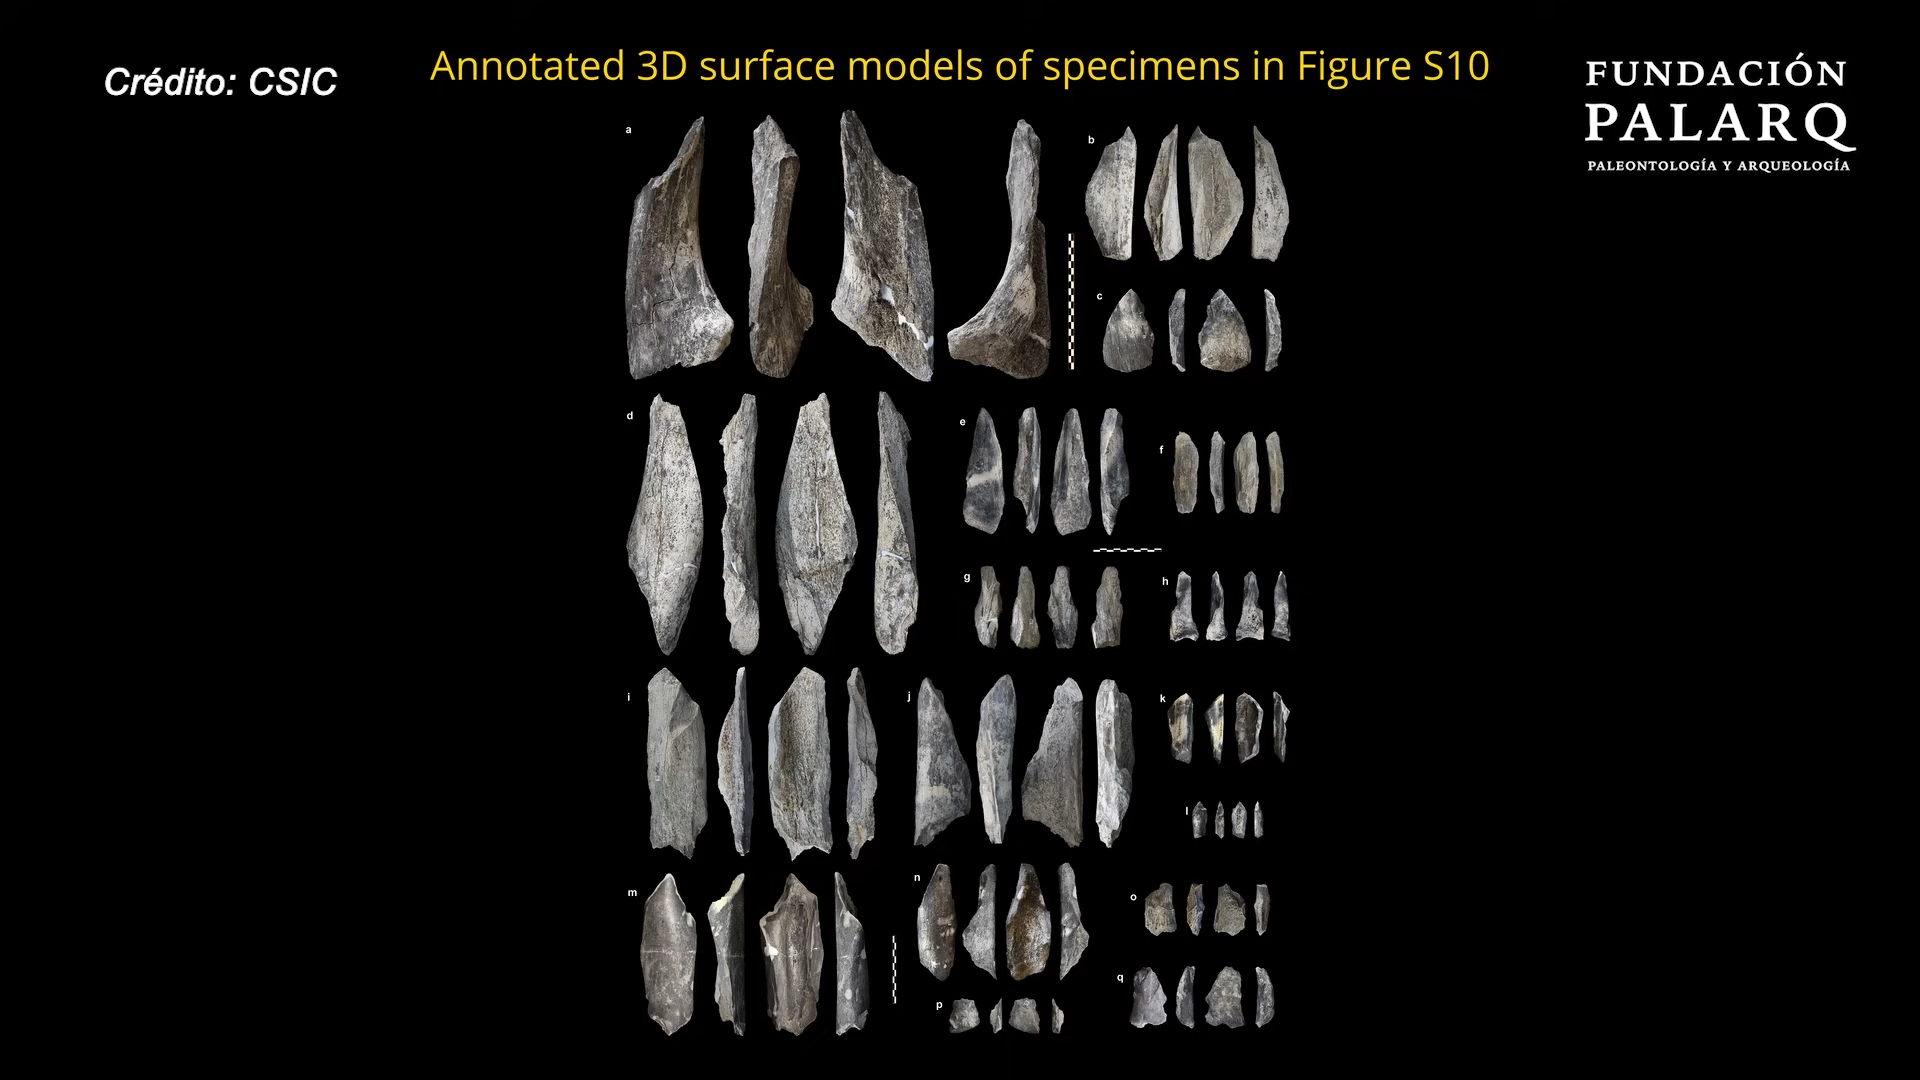 Crédito: CSIC
Annotated 3D surface models of specimens in Figure S10
FUNDACIÓN
PALARQ
PALEONTOLOGÍA Y ARQUEOLOGÍA
a
b
c
d
e
f
g
h
i
j
k
l
m
n
o
p
q